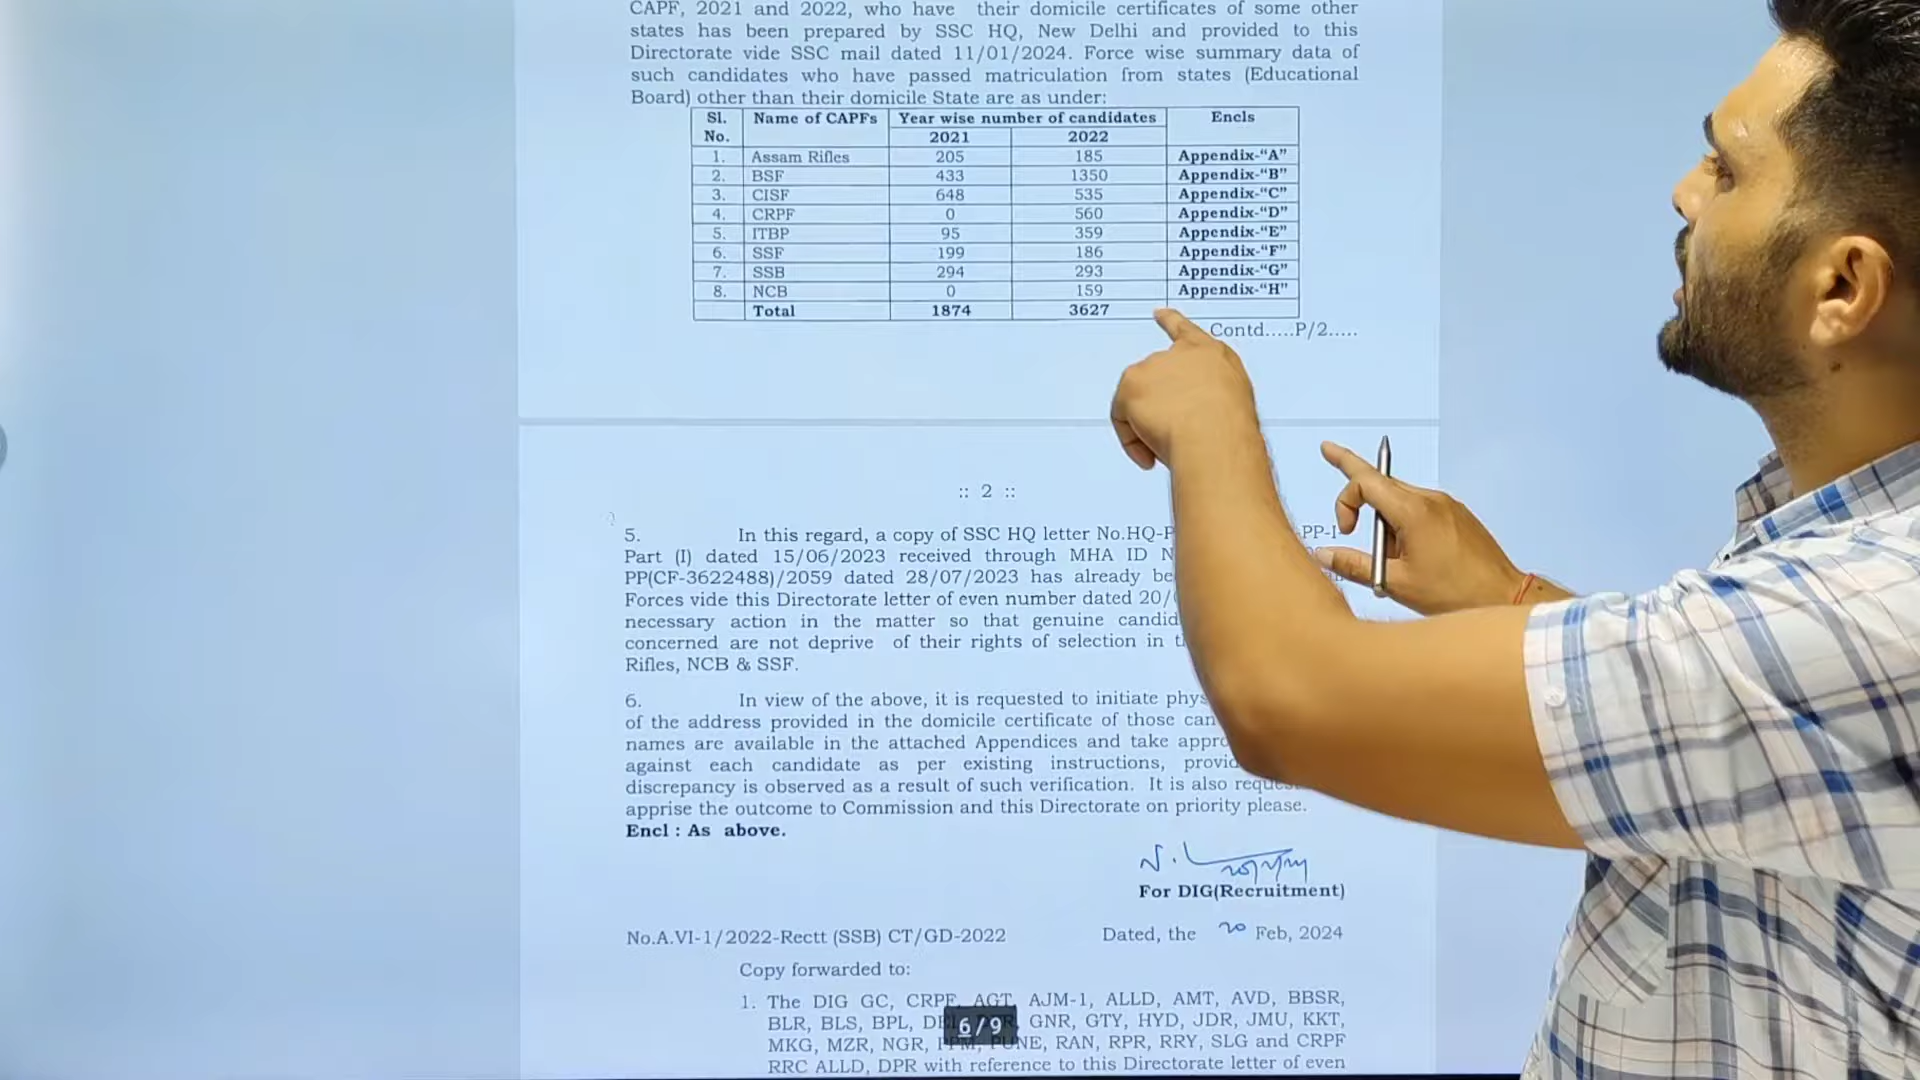 CAPF, 2021 and 2022, who have their domicile certificates of some other
states has been prepared by SSC HQ, New Delhi and provided to this
Directorate vide SSC mail dated 11/01/2024. Force wise summary data of
such candidates who have passed matriculation from states (Educational
Board) other than their domicile State are as under:
Sl. No. Name of CAPFs Year wise number of candidates Encls
2021 2022
1. Assam Rifles 205 185 Appendix-"A"
2. BSF 433 1350 Appendix-"B"
3. CISF 648 535 Appendix-"C"
4. CRPF 0 560 Appendix-"D"
5. ITBP 95 359 Appendix-"E"
6. SSF 199 186 Appendix-"F"
7. SSB 294 293 Appendix-"G"
8. NCB 0 159 Appendix-"H"
Total 1874 3627
Contd.....P/2.....
:: 2 ::
5. In this regard, a copy of SSC HQ letter PP-I-
Part (I) dated 15/06/2023 received through MHA ID
PP(CF-3622488)/2059 dated 28/07/2023 has already
Forces vide this Directorate letter of even number dated
necessary action in the matter so that genuine
concerned are not deprive of their rights of selection in
Rifles, NCB & SSF.
6. In view of the above, it is requested to initiate
of the address provided in the domicile certificate of those
names are available in the attached Appendices and take
against each candidate as per existing instructions,
discrepancy is observed as a result of such verification. It is also
apprise the outcome to Commission and this Directorate on priority please.
Encl : As above.
For DIG(Recruitment)
No.A.VI-1/2022-Rectt (SSB) CT/GD-2022 Dated, the 20 Feb, 2024
Copy forwarded to:
1. The DIG GC, CRPF, AGT, AJM-1, ALLD, AMT, AVD, BBSR,
BLR, BLS, BPL, GNR, GTY, HYD, JDR, JMU, KKT,
MKG, MZR, NGR, PUNE, RAN, RPR, RRY, SLG and CRPF
RRC ALLD, DPR with reference to this Directorate letter of even
6/9